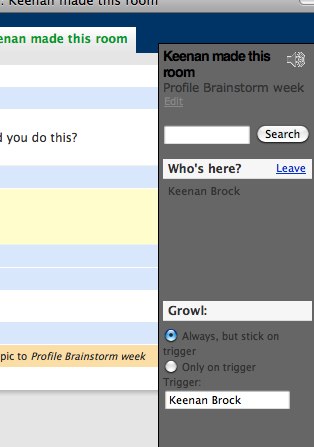 Keenan made this room
enan made this room
Keenan made this
room
Profile Brainstorm week
Edit
d you do this?
Search
Who's here?
Leave
Keenan Brock
Growl:
Always, but stick on
trigger
Only on trigger
Trigger:
Keenan Brock
pic to Profile Brainstorm week